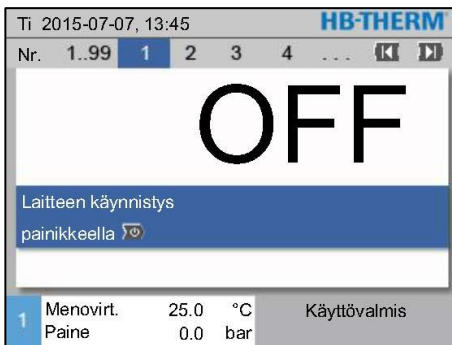 Ti 2015-07-07, 13:45 HB-THERM
Nr. 1..99 1 2 3 4 ...
OFF
Laitteen käynnistys
painikkeella
1 Menovirt. 25.0 °C Käyttövalmis
Paine 0.0 bar